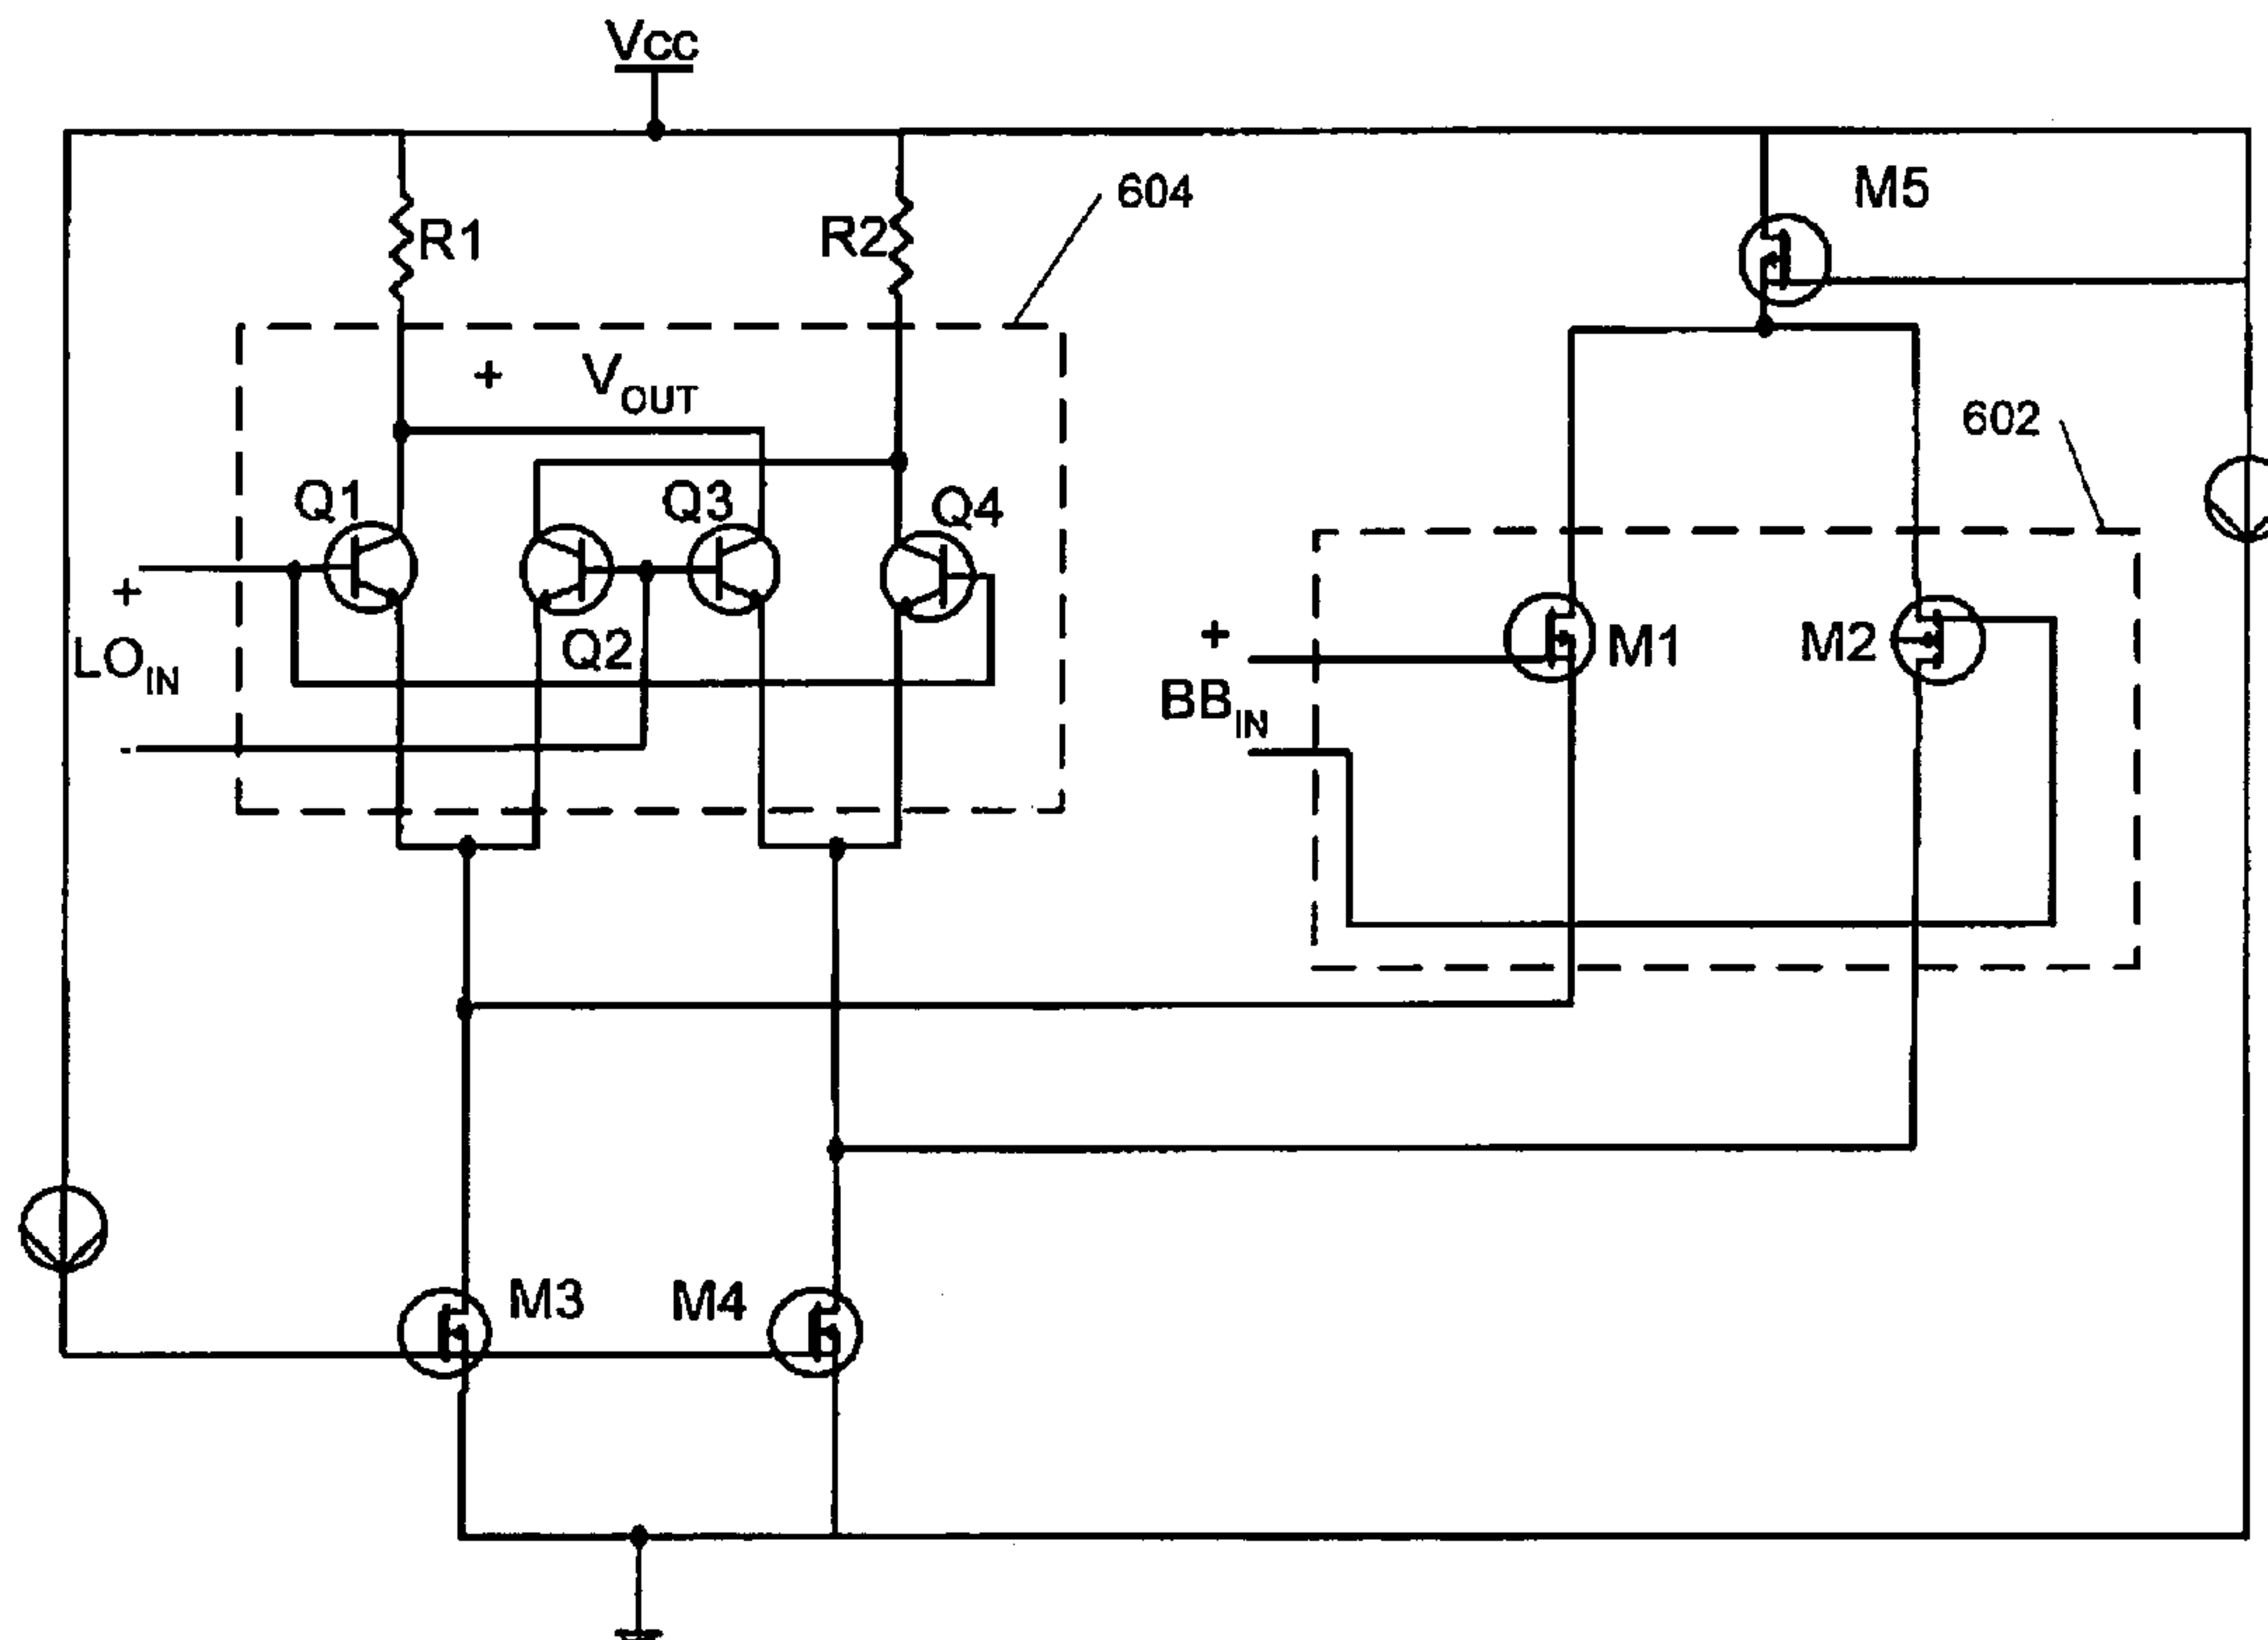 Vcc
604
M5
R1
R2
+ VOUT
602
Q1
Q3
Q4
+
Q2
LOIN
+
M1
M2
BBIN
-
M3
M4